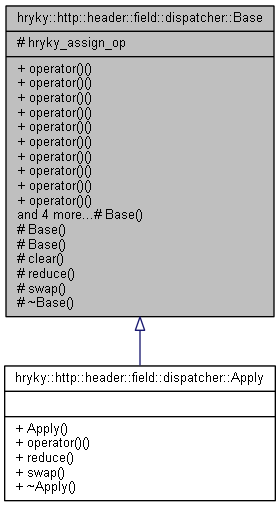 hryky::http::header::field::dispatcher::Base
# hryky_assign_op
+ operator()()
+ operator()()
+ operator()()
+ operator()()
+ operator()()
+ operator()()
+ operator()()
+ operator()()
+ operator()()
+ operator()()
and 4 more...# Base()
# Base()
# Base()
# clear()
# reduce()
# swap()
# ~Base()
hryky::http::header::field::dispatcher::Apply
+ Apply()
+ operator()()
+ reduce()
+ swap()
+ ~Apply()